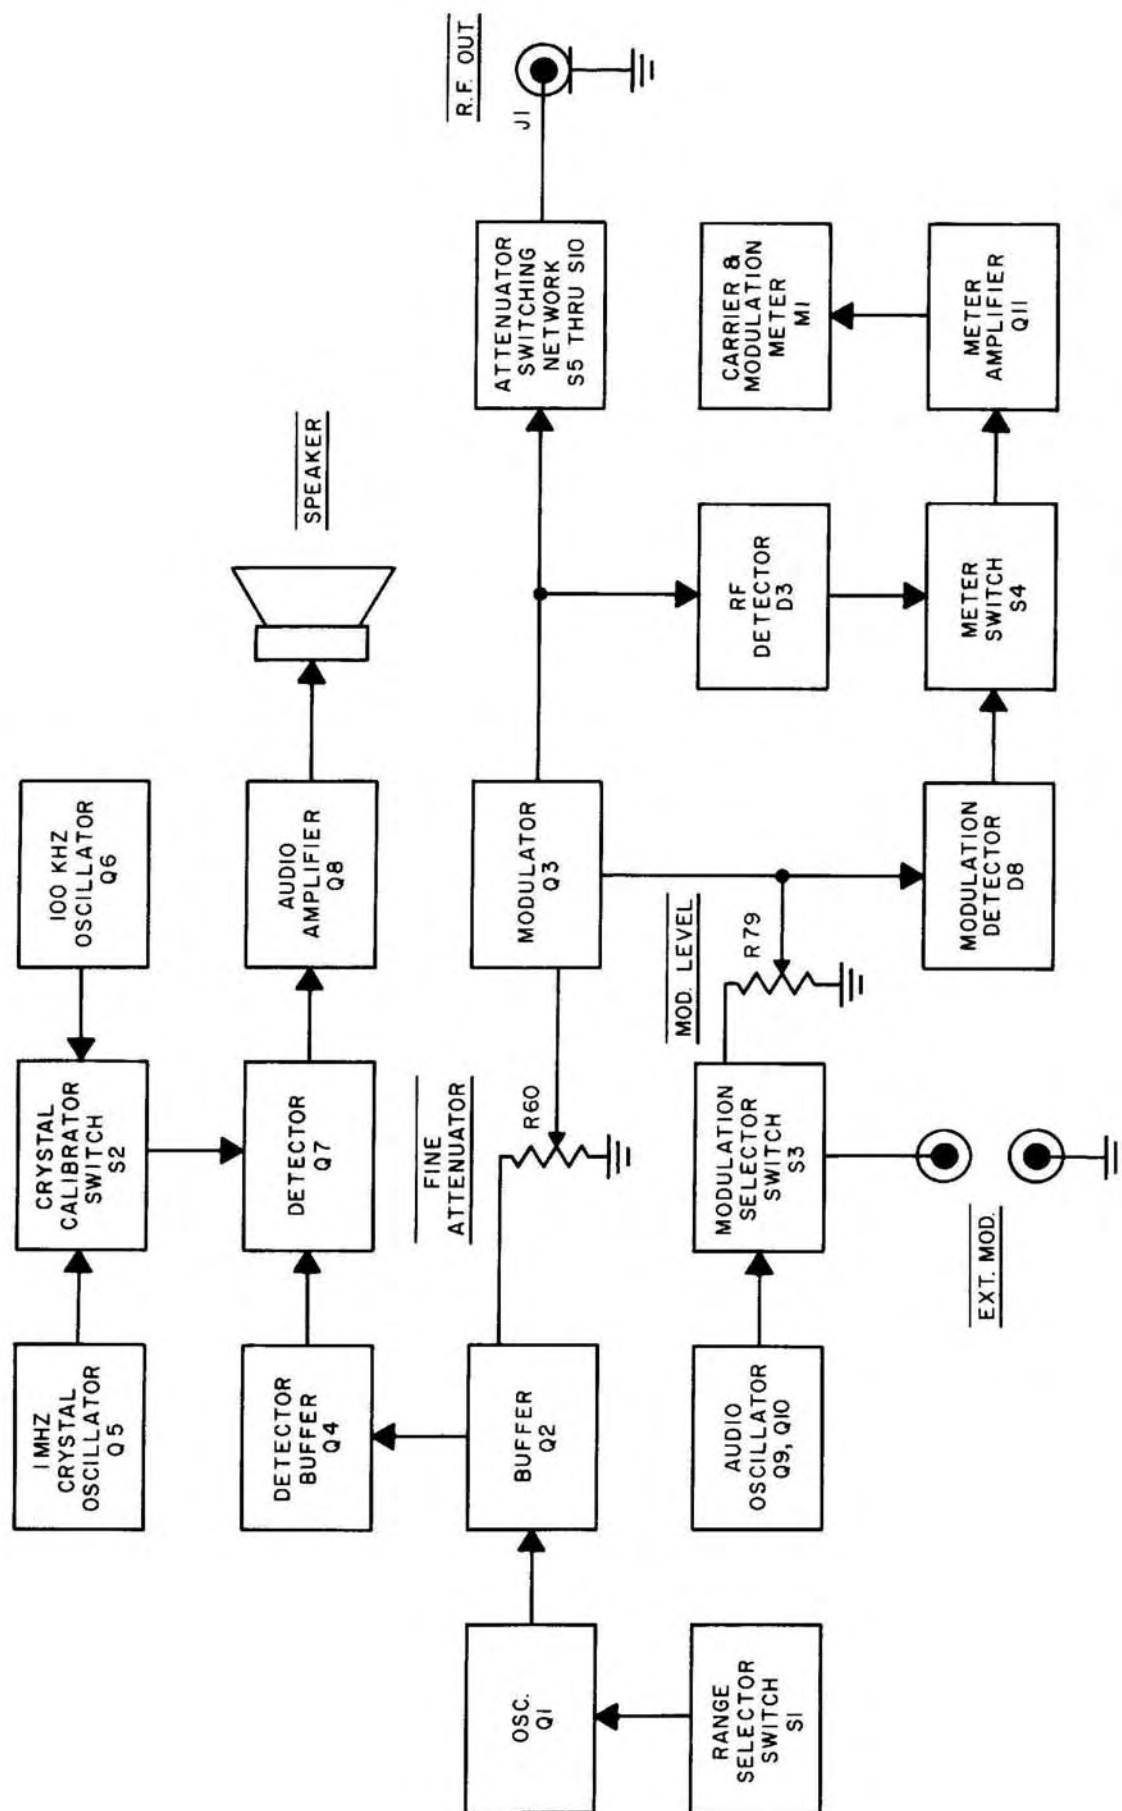 1 MHZ
CRYSTAL
OSCILLATOR
Q5
CRYSTAL
CALIBRATOR
SWITCH
S2
100 KHZ
OSCILLATOR
Q6
DETECTOR
BUFFER
Q4
DETECTOR
Q7
AUDIO
AMPLIFIER
Q8
SPEAKER
OSC.
Q1
BUFFER
Q2
FINE
ATTENUATOR
R60
MODULATOR
Q3
ATTENUATOR
SWITCHING
NETWORK
S5 THRU S10
R.F. OUT
J1
RANGE
SELECTOR
SWITCH
S1
AUDIO
OSCILLATOR
Q9, Q10
MODULATION
SELECTOR
SWITCH
S3
MOD. LEVEL
R79
RF
DETECTOR
D3
CARRIER &
MODULATION
METER
M1
EXT. MOD.
MODULATION
DETECTOR
D8
METER
SWITCH
S4
METER
AMPLIFIER
Q11